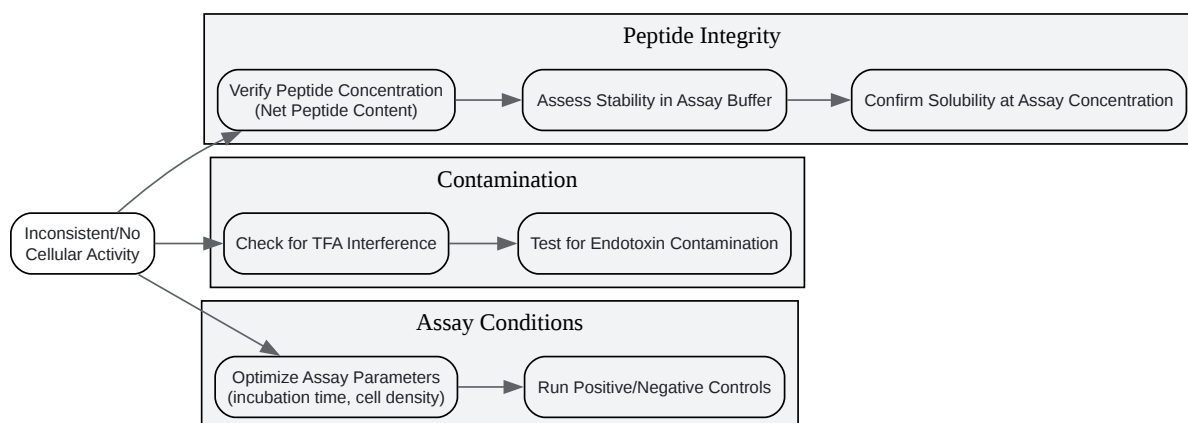 Peptide Integrity
Verify Peptide Concentration
(Net Peptide Content)
Assess Stability in Assay Buffer
Confirm Solubility at Assay Concentration
Contamination
Inconsistent/No
Cellular Activity
Check for TFA Interference
Test for Endotoxin Contamination
Assay Conditions
Optimize Assay Parameters
(incubation time, cell density)
Run Positive/Negative Controls